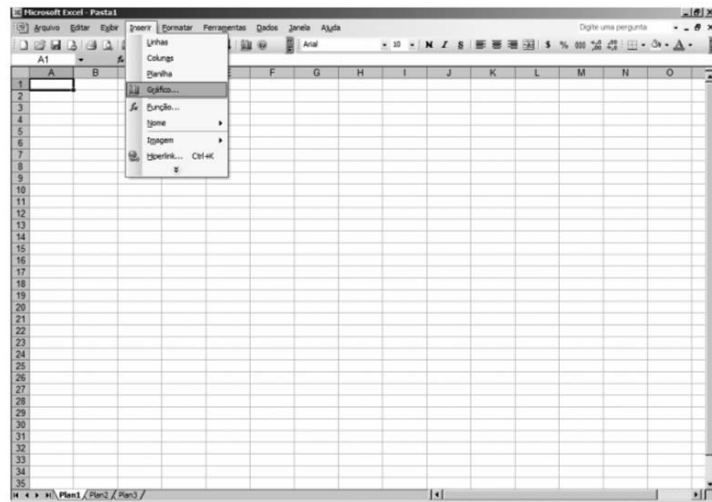 Microsoft Excel - Pasta1
Arquivo Editar Exibir Inserir Formatar Ferramentas Dados Janela Ajuda Digite uma pergunta
Arial 10 N I S $ % 000
A1 fx
Linhas
Colunas
Planilha
Gráfico...
fx Função...
Nome
Imagem
Hiperlink... Ctrl+K
A B F G H I J K L M N O
1
2
3
4
5
6
7
8
9
10
11
12
13
14
15
16
17
18
19
20
21
22
23
24
25
26
27
28
29
30
31
32
33
34
35
Plan1 Plan2 Plan3